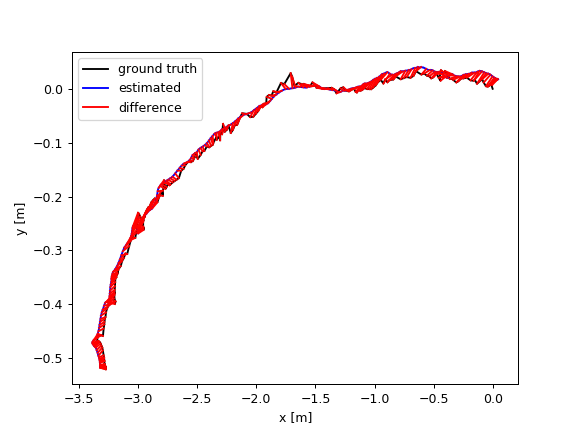 ground truth
estimated
difference
0.0
−0.1
−0.2
−0.3
−0.4
−0.5
y [m]
−3.5 −3.0 −2.5 −2.0 −1.5 −1.0 −0.5 0.0
x [m]